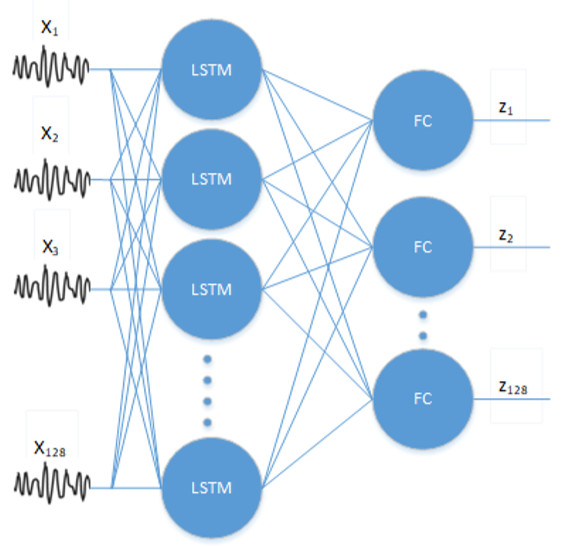 X₁
LSTM
FC
z₁
X₂
LSTM
X₃
LSTM
FC
z₂
X₁₂₈
LSTM
FC
z₁₂₈